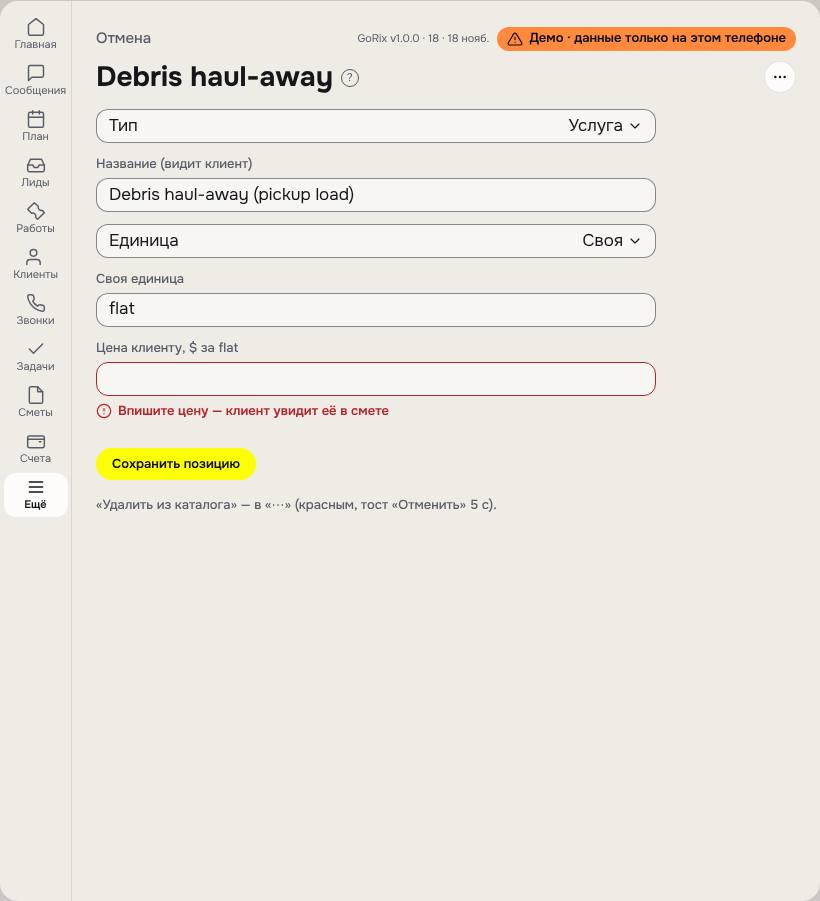 Главная
Сообщения
План
Лиды
Работы
Клиенты
Звонки
Задачи
Сметы
Счета
Ещё
Отмена
GoRix v1.0.0 · 18 · 18 нояб.
Демо · данные только на этом телефоне
Debris haul-away ?
Тип Услуга
Название (видит клиент)
Debris haul-away (pickup load)
Единица Своя
Своя единица
flat
Цена клиенту, $ за flat
Впишите цену — клиент увидит её в смете
Сохранить позицию
«Удалить из каталога» — в «···» (красным, тост «Отменить» 5 с).